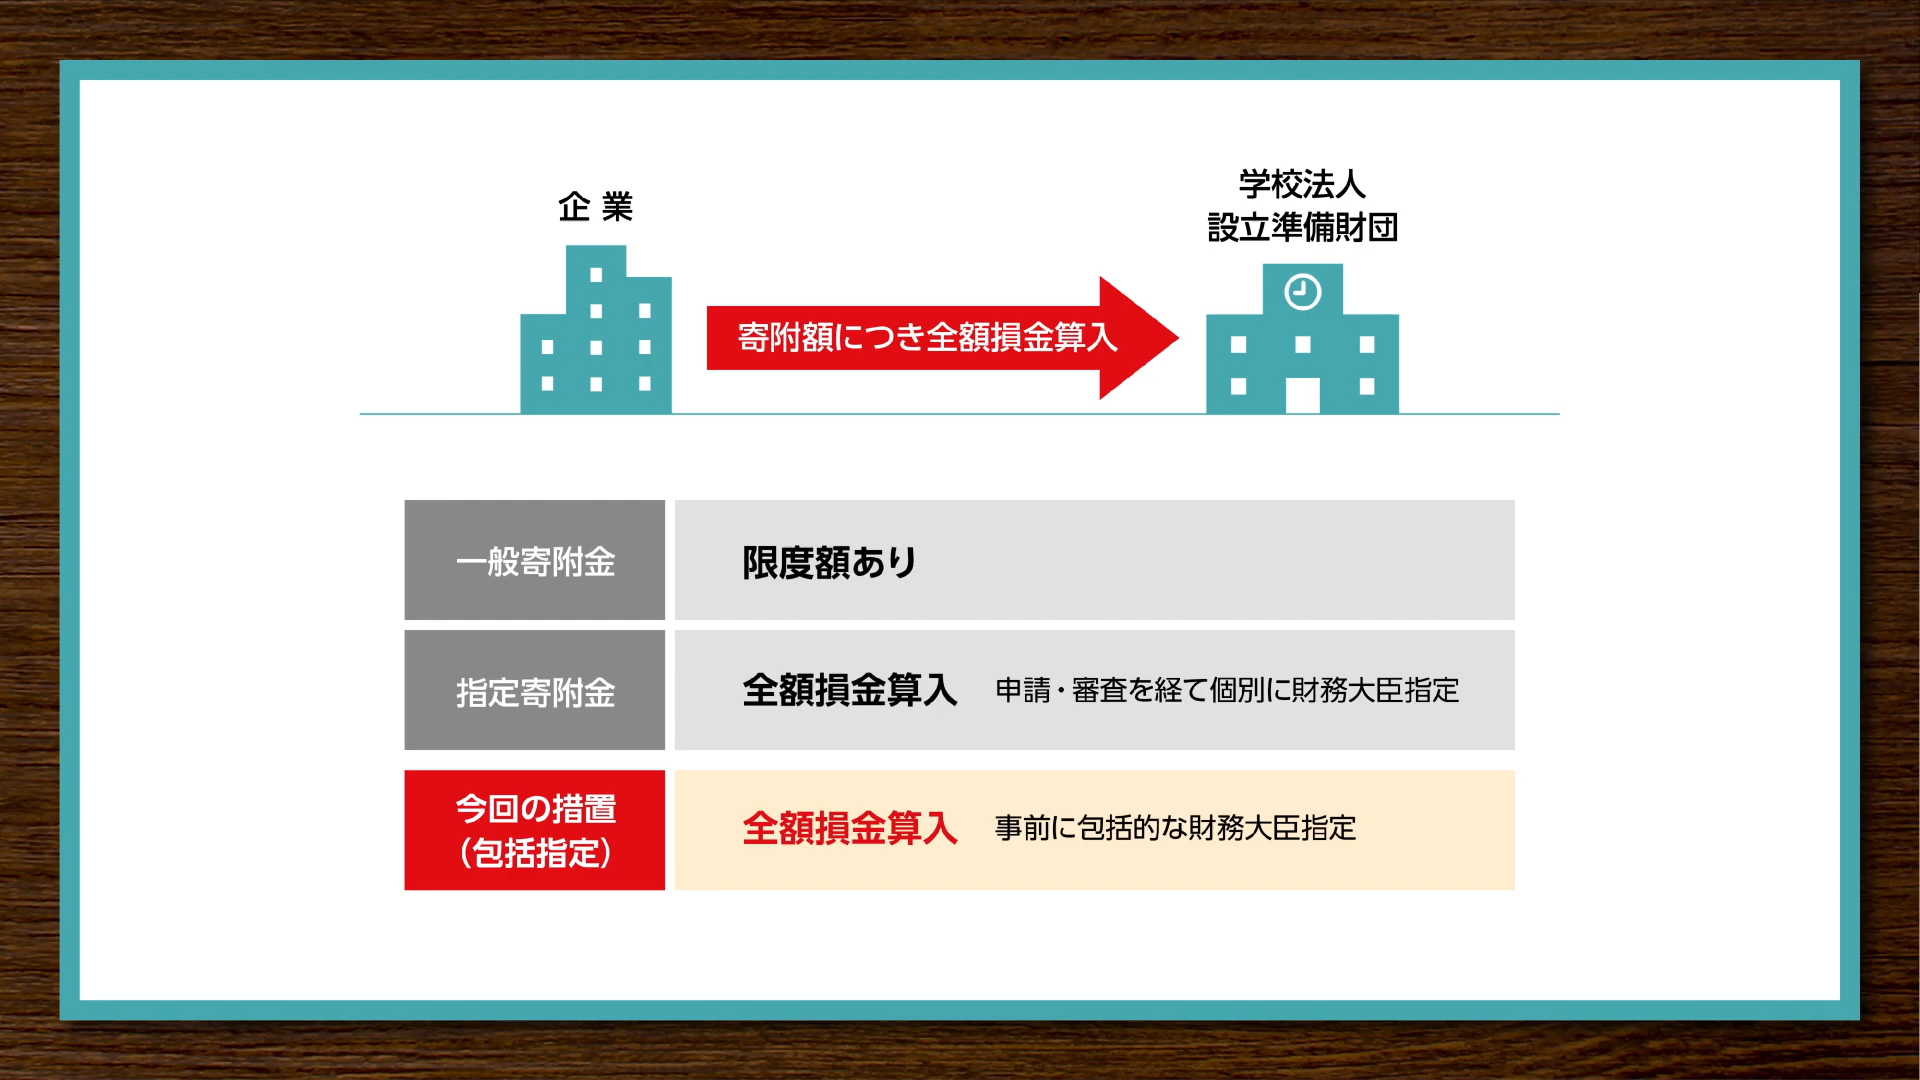 企業
学校法人
設立準備財団
寄附額につき全額損金算入
一般寄附金
限度額あり
指定寄附金
全額損金算入 申請・審査を経て個別に財務大臣指定
今回の措置
（包括指定）
全額損金算入 事前に包括的な財務大臣指定